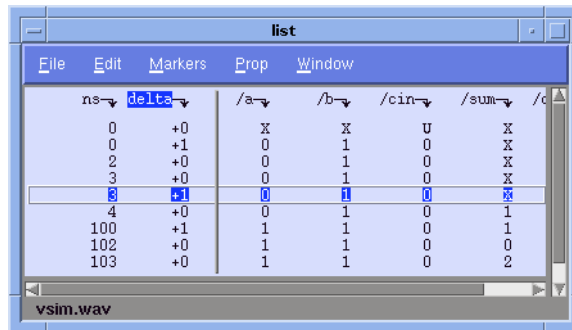 list
File Edit Markers Prop Window
ns delta /a /b /cin /sum
0 +0 X X U X
0 +1 0 1 0 X
2 +0 0 1 0 X
3 +0 0 1 0 X
3 +1 0 1 0 X
4 +0 0 1 0 1
100 +1 1 1 0 1
102 +0 1 1 0 0
103 +0 1 1 0 2
vsim.wav